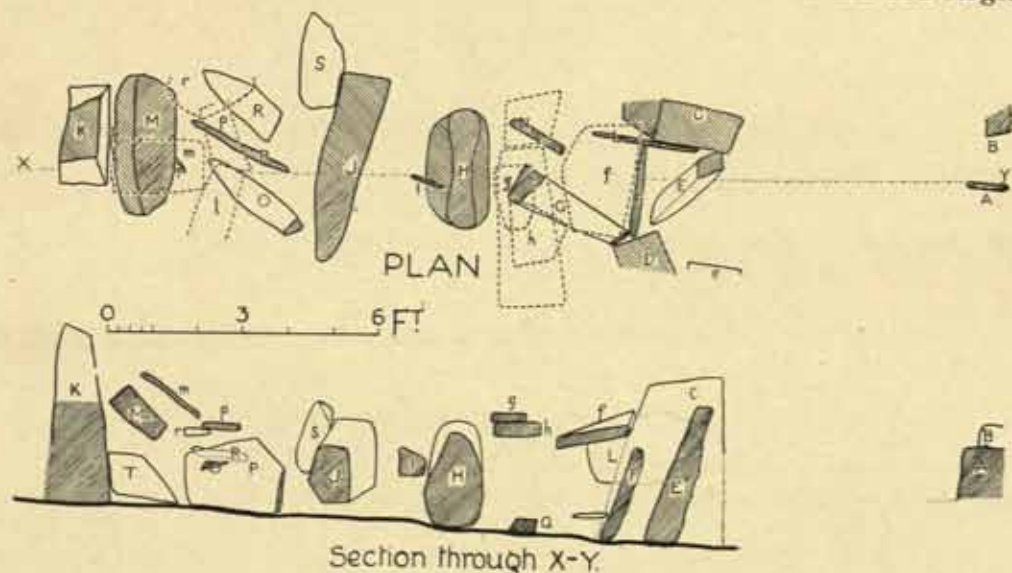 S
K
M
r
R
P
C
B
X
m
n
J
H
f
E
Y
A
l
O
g
G
h
D
e
PLAN
0 3 6 FT
K
m
M
r
p
g
h
f
C
S
R
P
T
J
H
L
F
E
B
A
Q
Section through X-Y.